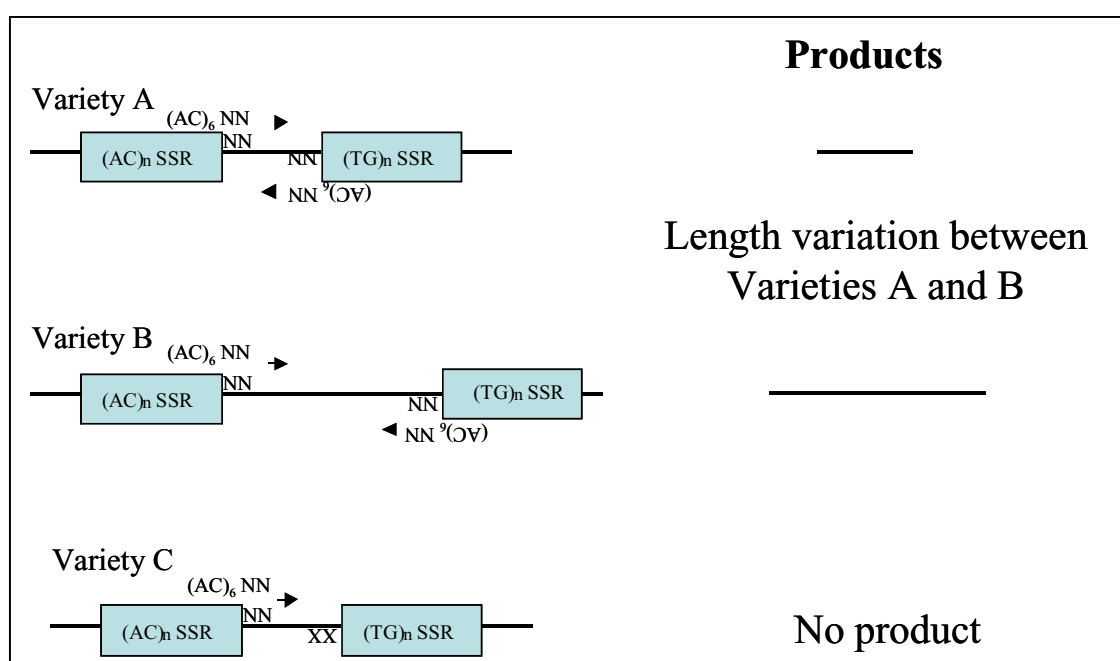 Products
Variety A
(AC)₆ NN
NN
(AC)n SSR
NN
(TG)n SSR
(AC)₆ NN
Length variation between
Varieties A and B
Variety B
(AC)₆ NN
NN
(AC)n SSR
NN
(TG)n SSR
(AC)₆ NN
Variety C
(AC)₆ NN
NN
(AC)n SSR
XX
(TG)n SSR
No product